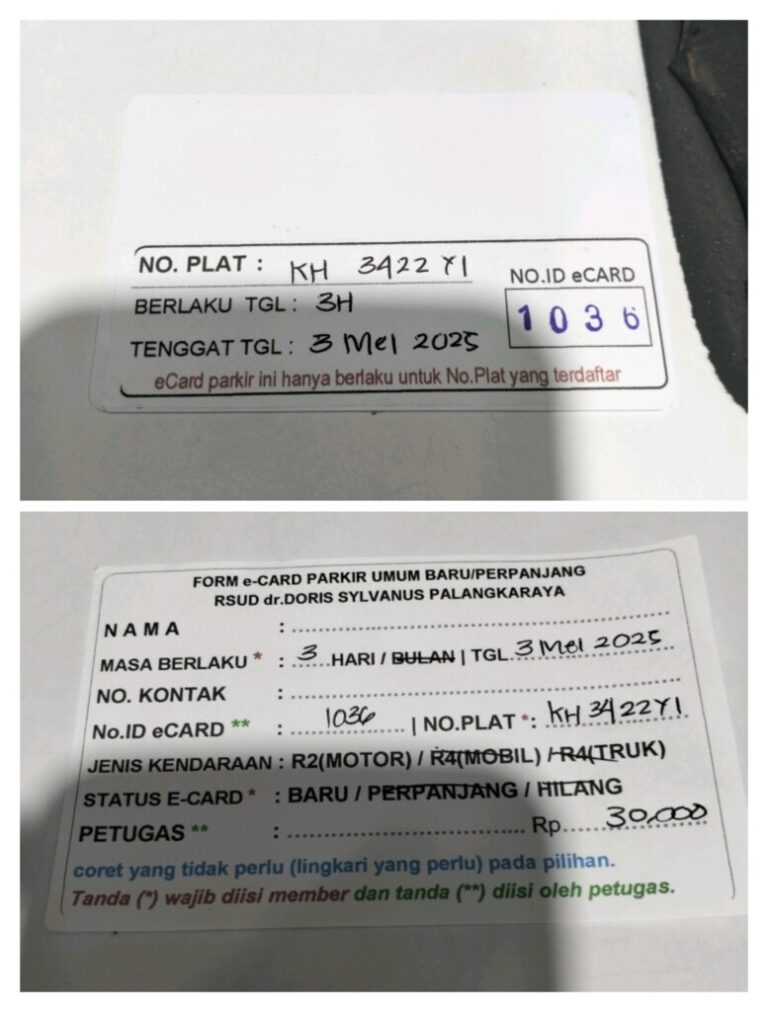 NO. PLAT : KH 3422 YI
NO.ID eCARD
BERLAKU TGL : 3H
1036
TENGGAT TGL : 3 Mei 2025
eCard parkir ini hanya berlaku untuk No.Plat yang terdaftar
FORM e-CARD PARKIR UMUM BARU/PERPANJANG
RSUD dr.DORIS SYLVANUS PALANGKARAYA
NAMA :
MASA BERLAKU * : 3 HARI / BULAN | TGL 3 Mei 2025
NO. KONTAK :
No.ID eCARD ** : 1036 | NO.PLAT *: KH 3422 YI
JENIS KENDARAAN : R2(MOTOR) / R4(MOBIL) / R4(TRUK)
STATUS E-CARD * : BARU / PERPANJANG / HILANG
PETUGAS ** : Rp. 30,000
coret yang tidak perlu (lingkari yang perlu) pada pilihan.
Tanda (*) wajib diisi member dan tanda (**) diisi oleh petugas.